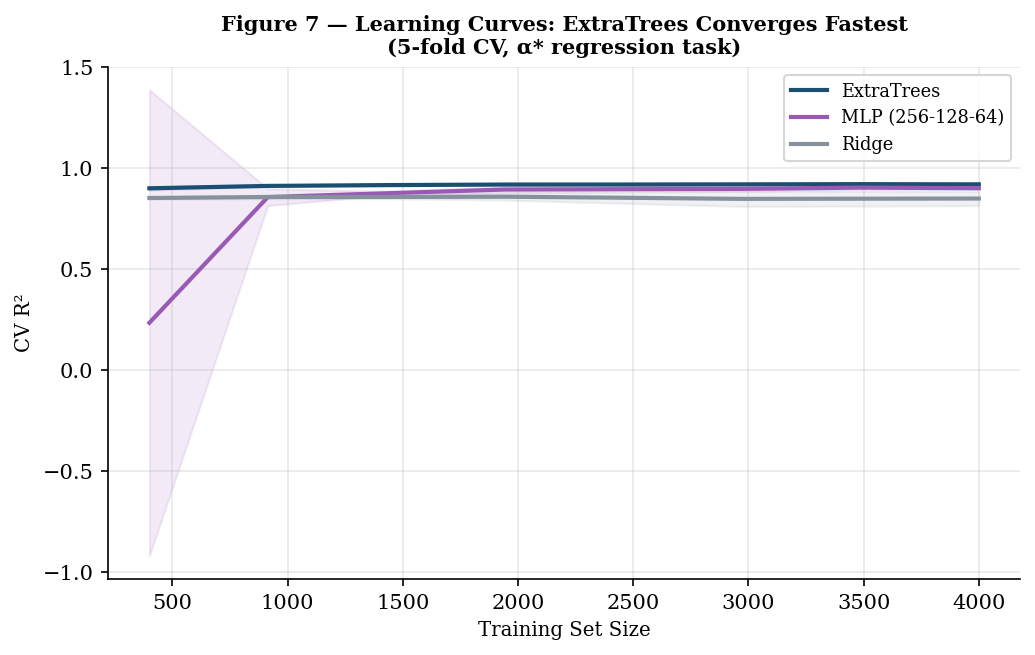 Figure 7 — Learning Curves: ExtraTrees Converges Fastest
(5-fold CV, α* regression task)
ExtraTrees
MLP (256-128-64)
Ridge
CV R²
1.5
1.0
0.5
0.0
−0.5
−1.0
500 1000 1500 2000 2500 3000 3500 4000
Training Set Size